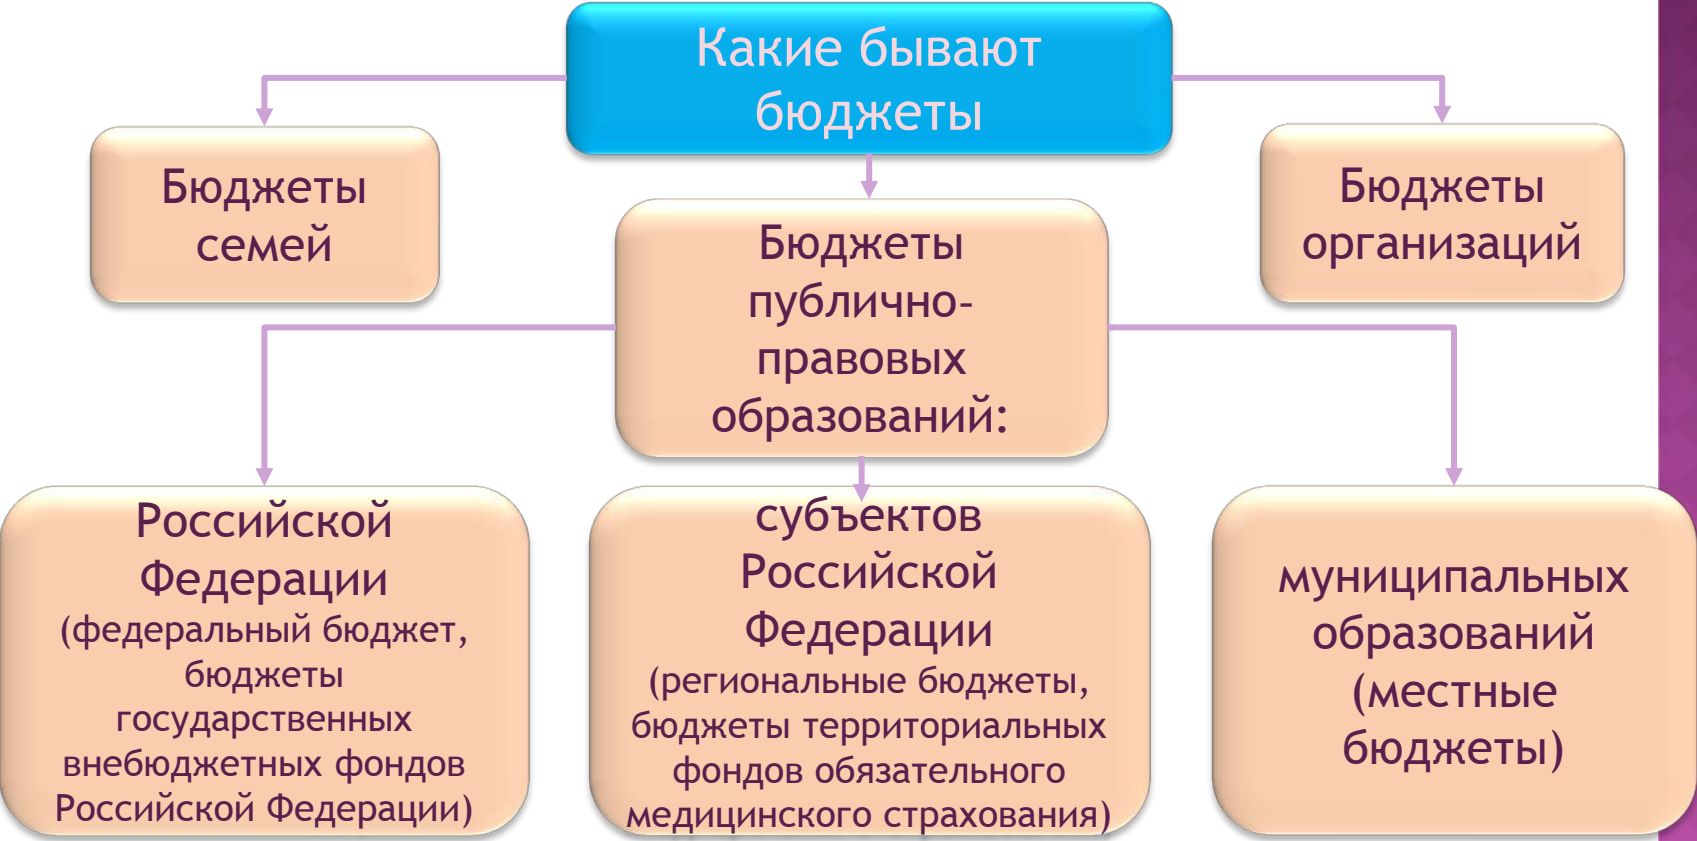 Какие бывают
бюджеты
Бюджеты
семей
Бюджеты
публично-
правовых
образований:
Бюджеты
организаций
Российской
Федерации
(федеральный бюджет,
бюджеты
государственных
внебюджетных фондов
Российской Федерации)
субъектов
Российской
Федерации
(региональные бюджеты,
бюджеты территориальных
фондов обязательного
медицинского страхования)
муниципальных
образований
(местные
бюджеты)